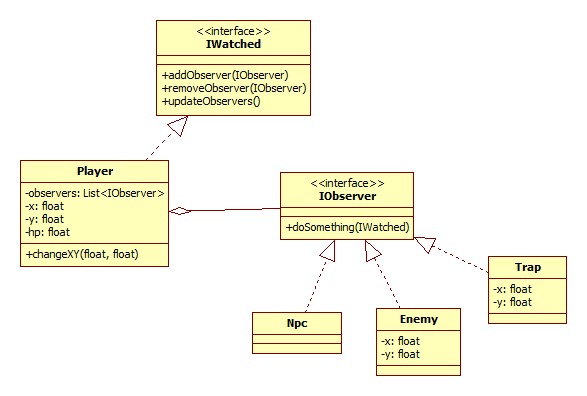 <<interface>>
IWatched
+addObserver(IObserver)
+removeObserver(IObserver)
+updateObservers()
Player
-observers: List<IObserver>
-x: float
-y: float
-hp: float
+changeXY(float, float)
<<interface>>
IObserver
+doSomething(IWatched)
Trap
-x: float
-y: float
Npc
Enemy
-x: float
-y: float